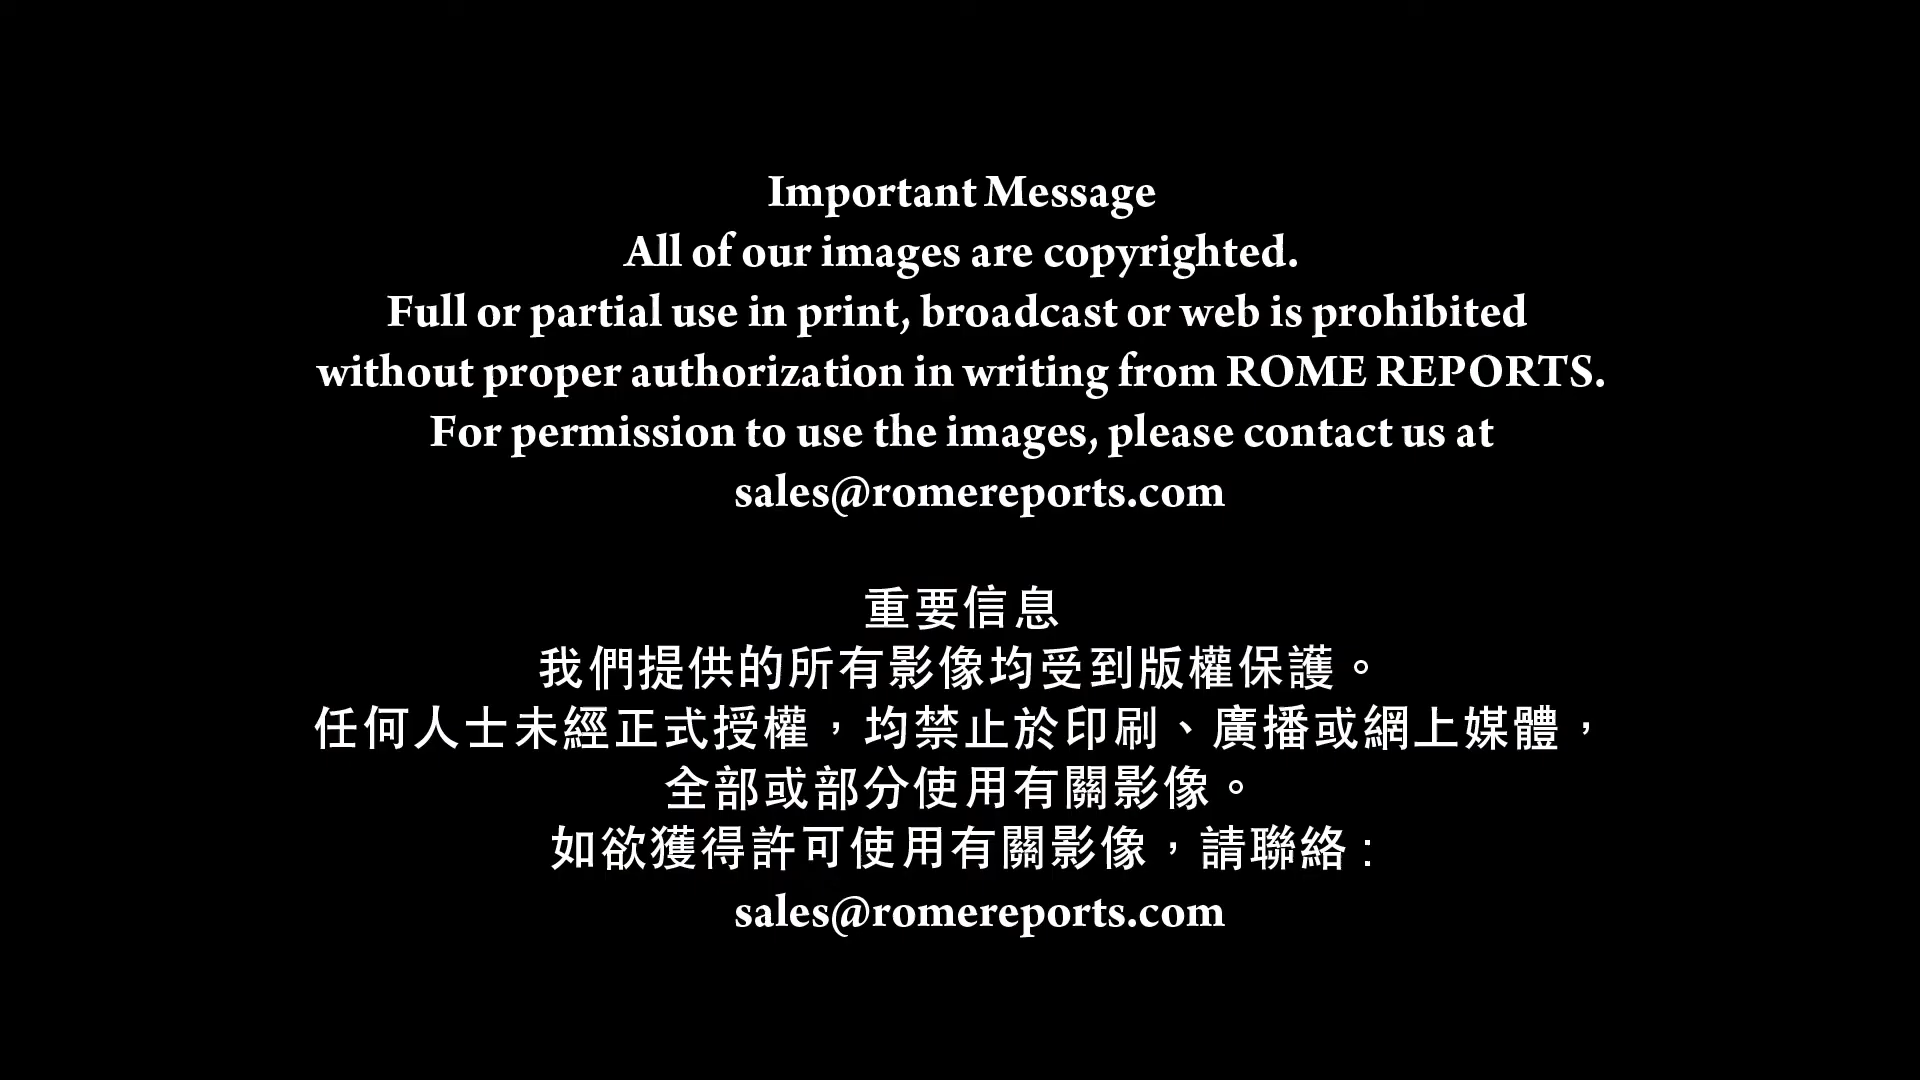 Important Message
All of our images are copyrighted.
Full or partial use in print, broadcast or web is prohibited
without proper authorization in writing from ROME REPORTS.
For permission to use the images, please contact us at
sales@romereports.com
重要信息
我們提供的所有影像均受到版權保護。
任何人士未經正式授權，均禁止於印刷、廣播或網上媒體，
全部或部分使用有關影像。
如欲獲得許可使用有關影像，請聯絡 :
sales@romereports.com